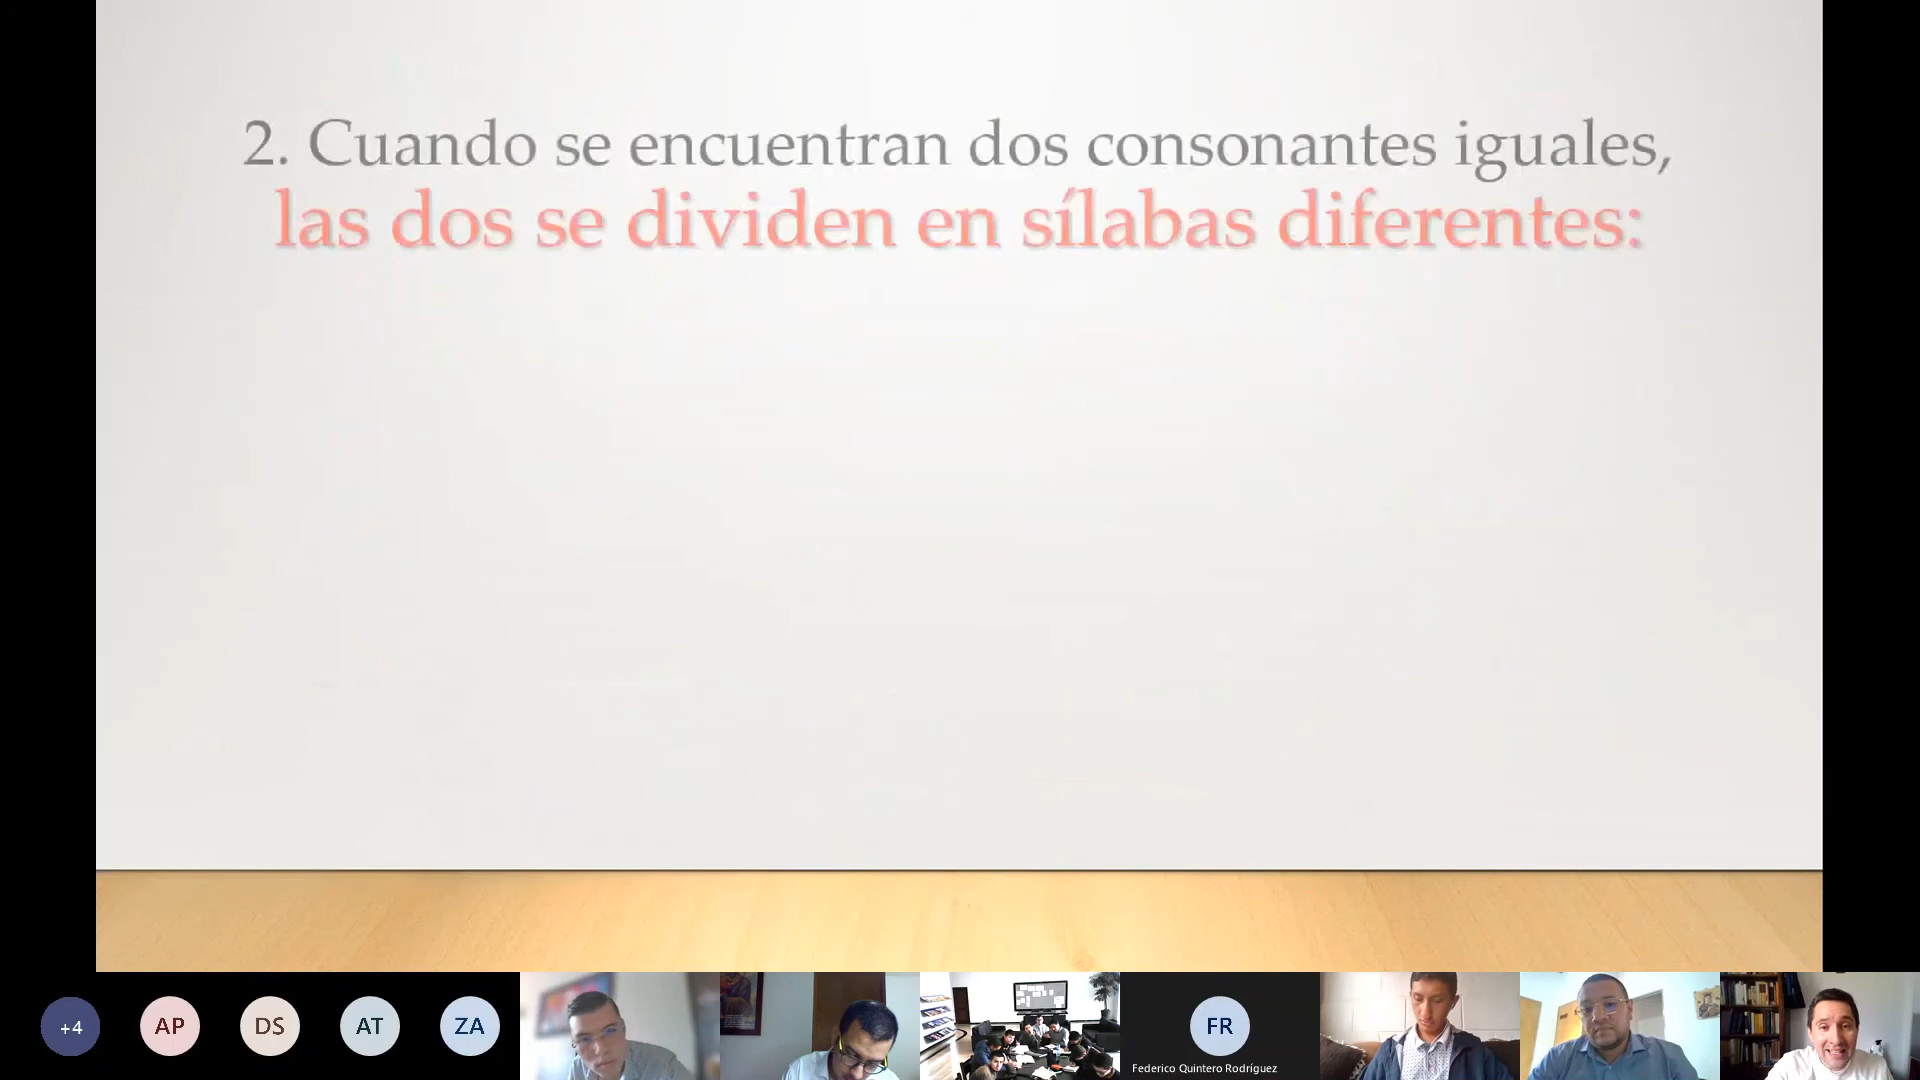 2. Cuando se encuentran dos consonantes iguales,
las dos se dividen en sílabas diferentes:
+4
AP
DS
AT
ZA
FR
Federico Quintero Rodríguez